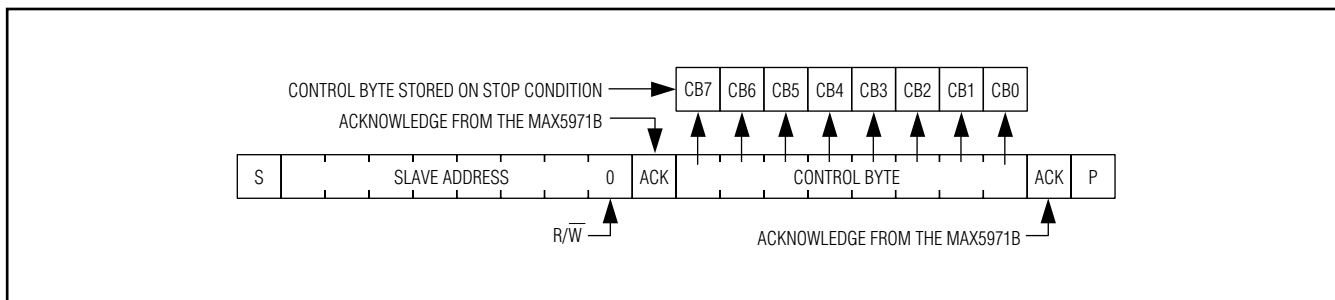 CONTROL BYTE STORED ON STOP CONDITION CB7 CB6 CB5 CB4 CB3 CB2 CB1 CB0
ACKNOWLEDGE FROM THE MAX5971B
S SLAVE ADDRESS 0 ACK CONTROL BYTE ACK P
R/W̅ ACKNOWLEDGE FROM THE MAX5971B